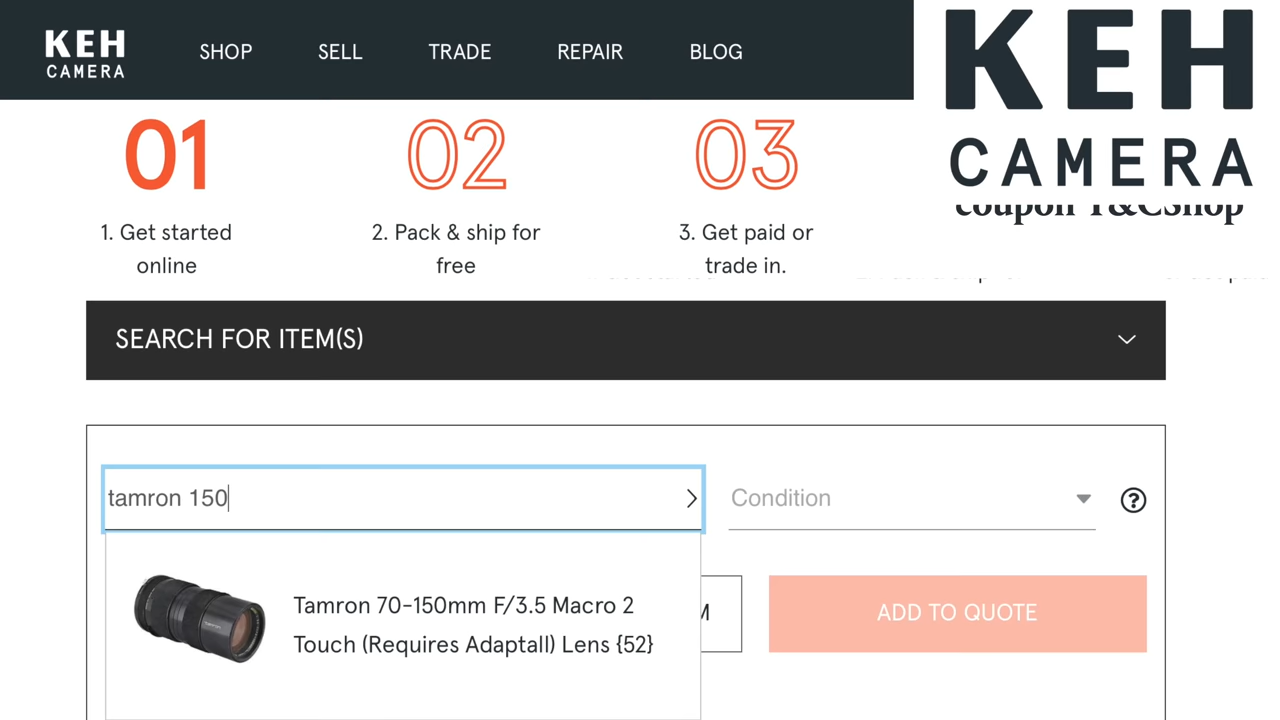 KEH
CAMERA
SHOP
SELL
TRADE
REPAIR
BLOG
KEH
CAMERA
coupon T&CShop
01
02
03
1. Get started
online
2. Pack & ship for
free
3. Get paid or
trade in.
SEARCH FOR ITEM(S)
tamron 150
Condition
?
Tamron 70-150mm F/3.5 Macro 2
Touch (Requires Adaptall) Lens {52}
M
ADD TO QUOTE